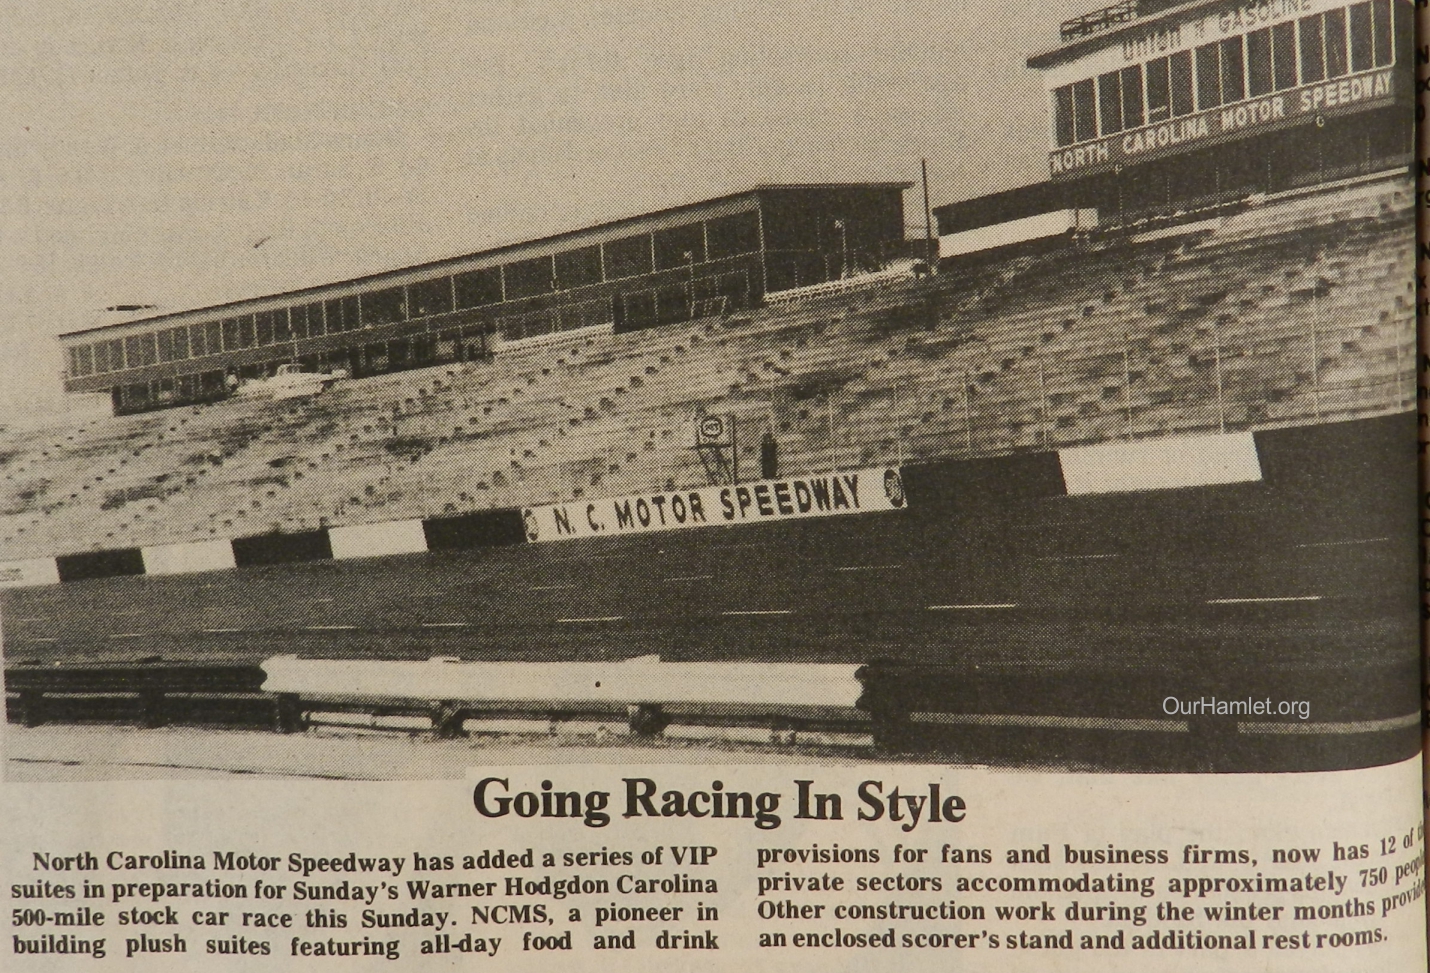 UNION 76 GASOLINE
NORTH CAROLINA MOTOR SPEEDWAY
N. C. MOTOR SPEEDWAY
OurHamlet.org
Going Racing In Style
North Carolina Motor Speedway has added a series of VIP
suites in preparation for Sunday's Warner Hodgdon Carolina
500-mile stock car race this Sunday. NCMS, a pioneer in
building plush suites featuring all-day food and drink
provisions for fans and business firms, now has 12 of
private sectors accommodating approximately 750
Other construction work during the winter months
an enclosed scorer's stand and additional rest rooms.